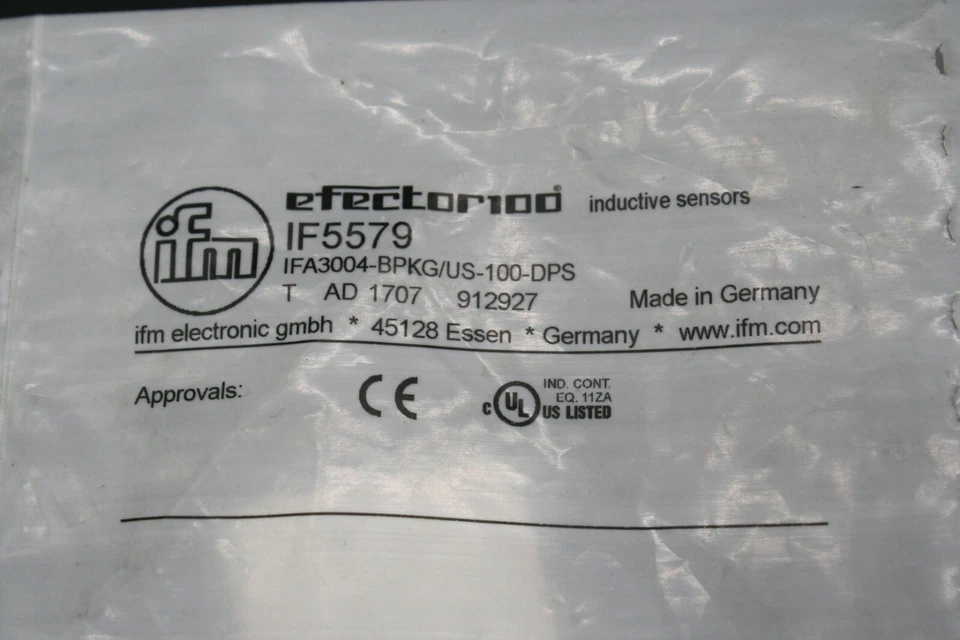 ifm
efector100® inductive sensors
IF5579
IFA3004-BPKG/US-100-DPS
T AD 1707 912927 Made in Germany
ifm electronic gmbh * 45128 Essen * Germany * www.ifm.com
Approvals: CE
c UL US LISTED
IND. CONT.
EQ. 11ZA